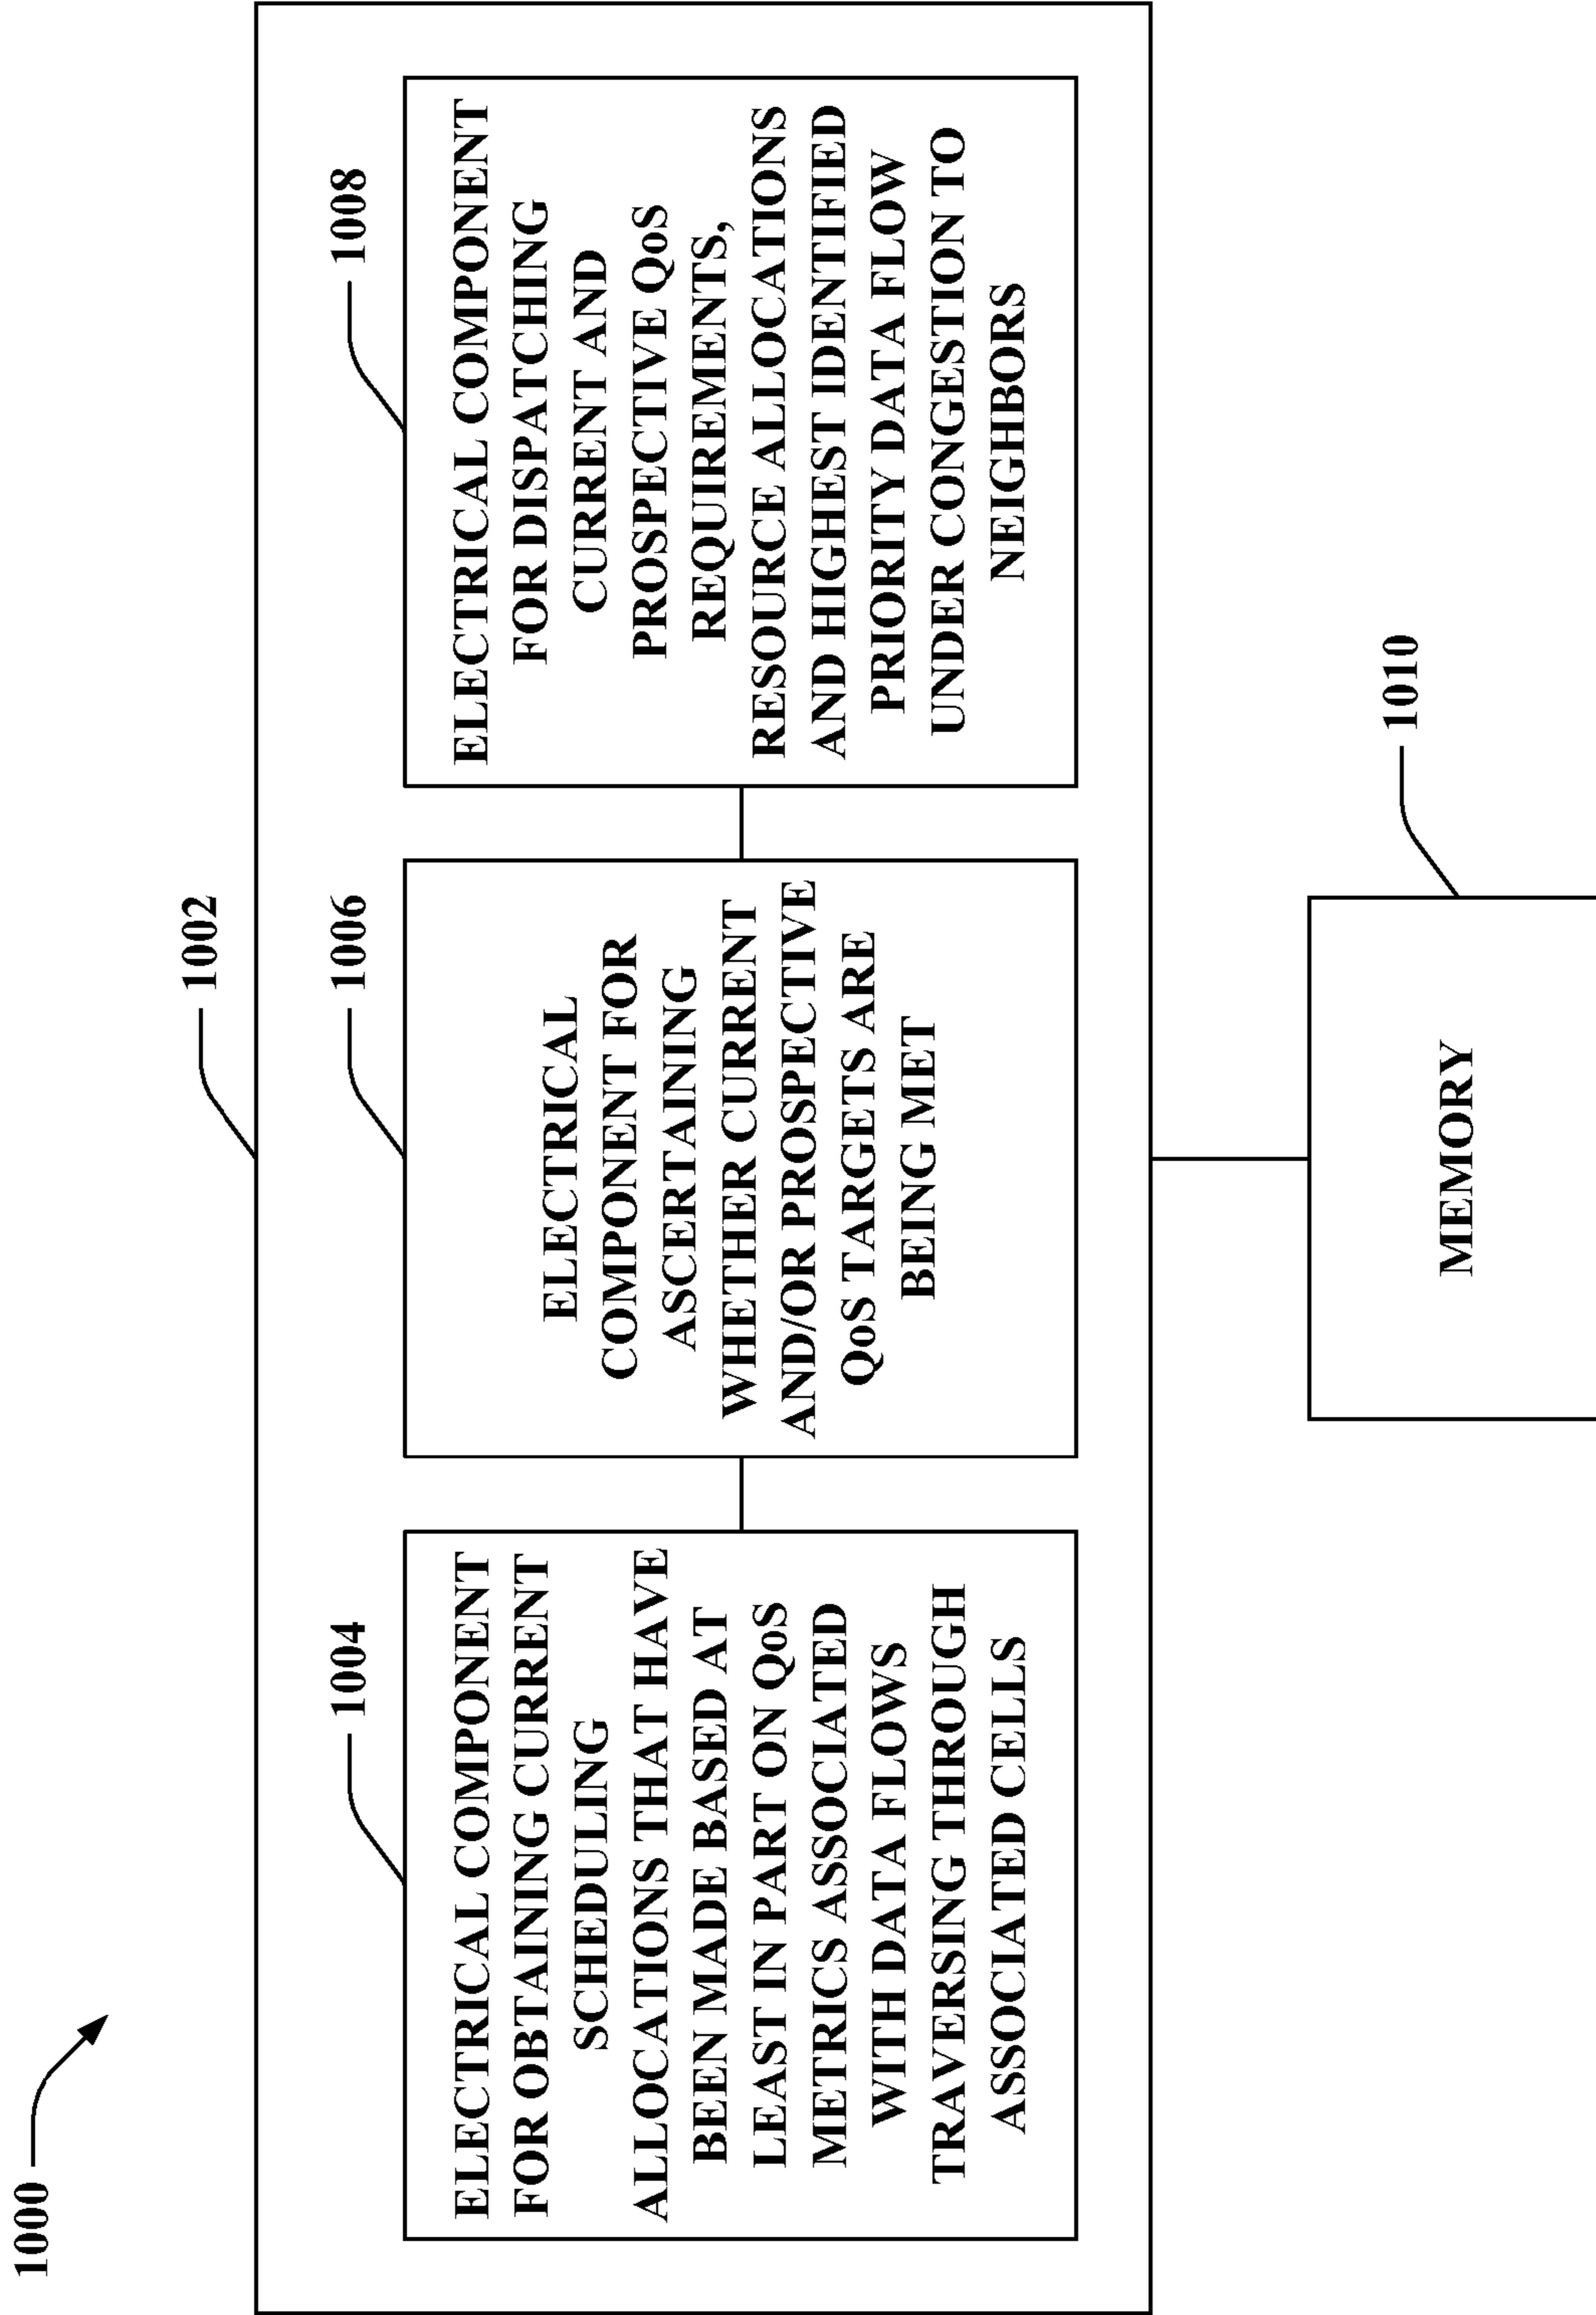 1000
1002
1004
ELECTRICAL COMPONENT
FOR OBTAINING CURRENT
SCHEDULING
ALLOCATIONS THAT HAVE
BEEN MADE BASED AT
LEAST IN PART ON QoS
METRICS ASSOCIATED
WITH DATA FLOWS
TRAVERSING THROUGH
ASSOCIATED CELLS
1006
ELECTRICAL
COMPONENT FOR
ASCERTAINING
WHETHER CURRENT
AND/OR PROSPECTIVE
QoS TARGETS ARE
BEING MET
1008
ELECTRICAL COMPONENT
FOR DISPATCHING
CURRENT AND
PROSPECTIVE QoS
REQUIREMENTS,
RESOURCE ALLOCATIONS
AND HIGHEST IDENTIFIED
PRIORITY DATA FLOW
UNDER CONGESTION TO
NEIGHBORS
1010
MEMORY